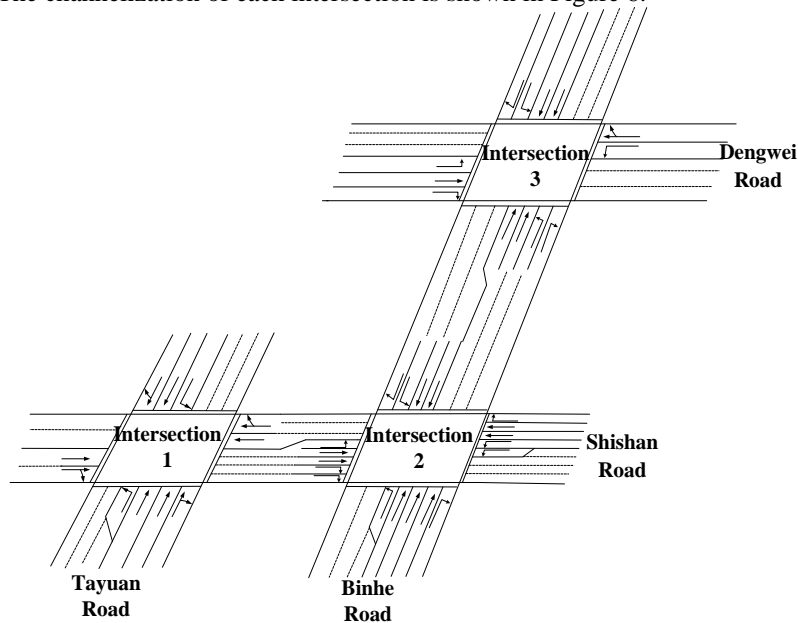 The channelization of each intersection is shown in Figure 6.
Intersection
3
Dengwei
Road
Intersection
1
Intersection
2
Shishan
Road
Tayuan
Road
Binhe
Road